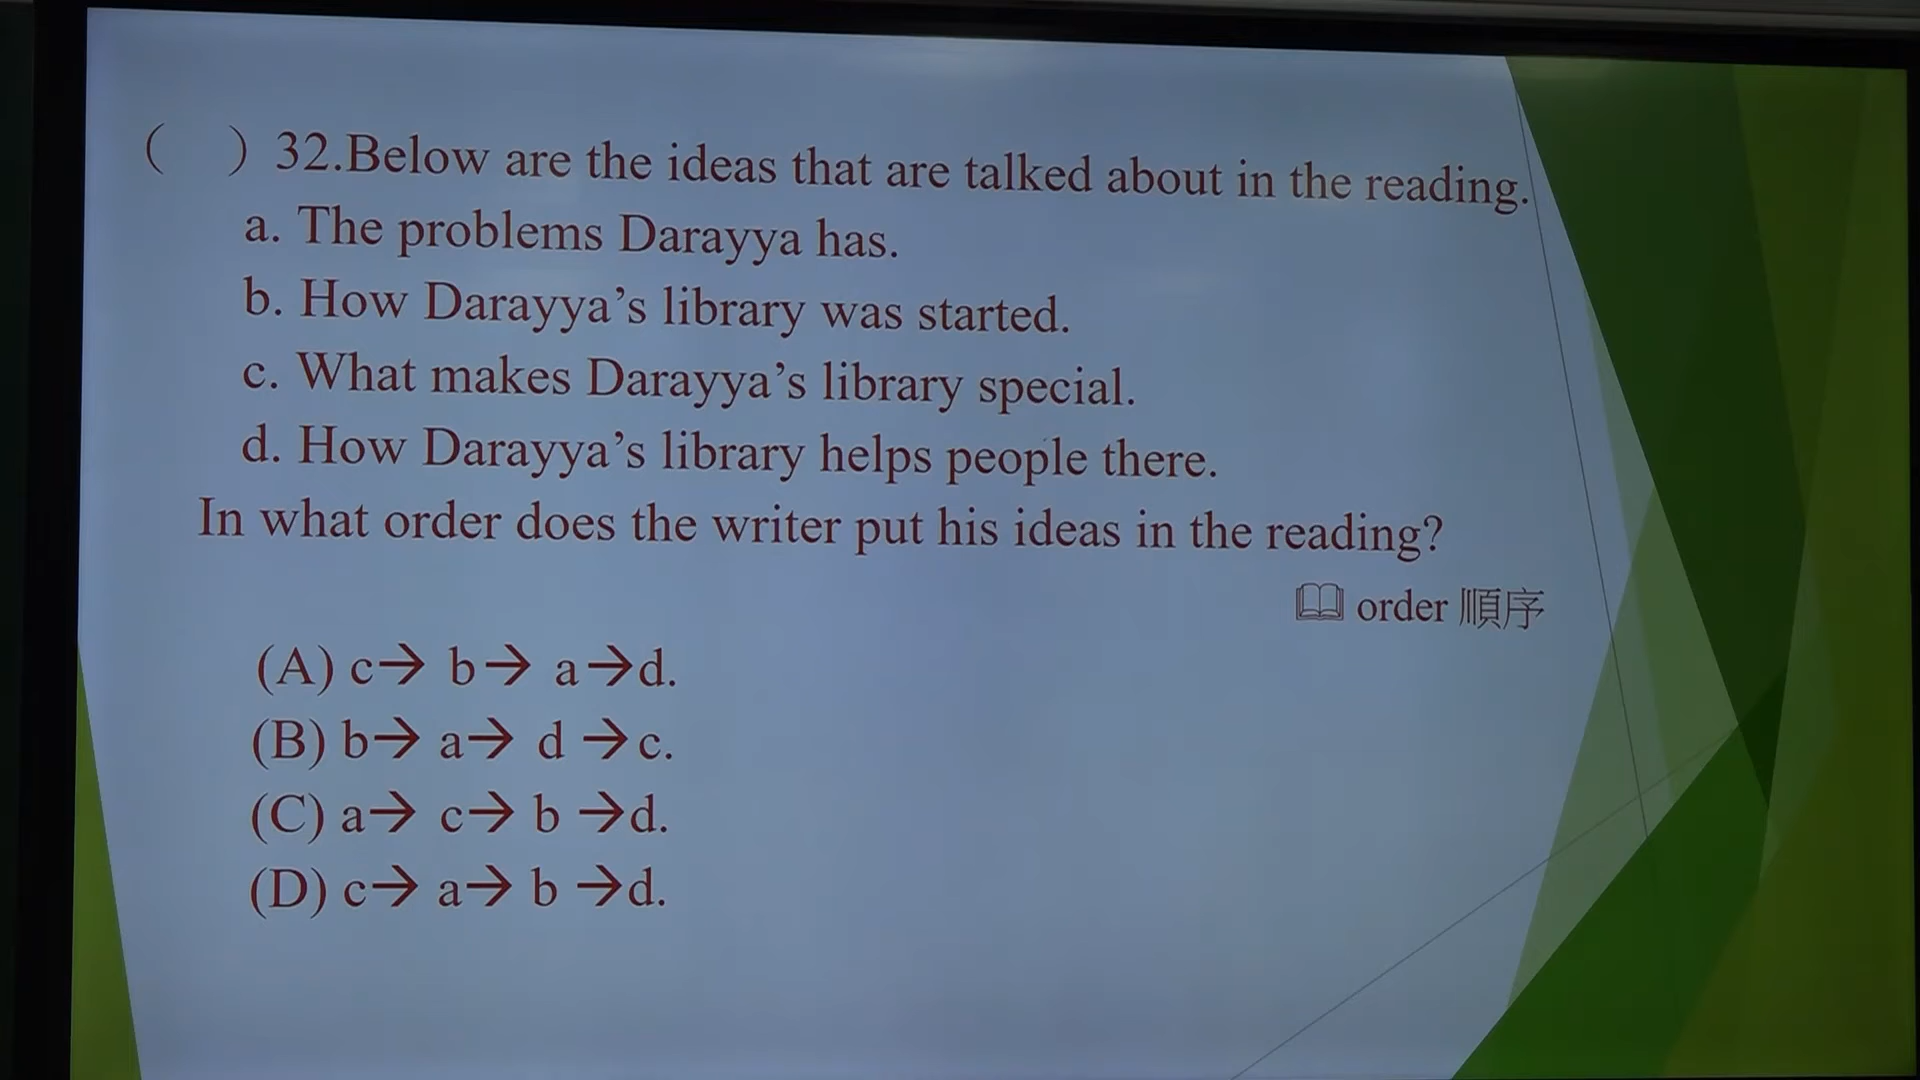 (　) 32.Below are the ideas that are talked about in the reading.
a. The problems Darayya has.
b. How Darayya’s library was started.
c. What makes Darayya’s library special.
d. How Darayya’s library helps people there.
In what order does the writer put his ideas in the reading?
order 順序
(A) c→ b→ a→d.
(B) b→ a→ d →c.
(C) a→ c→ b →d.
(D) c→ a→ b →d.